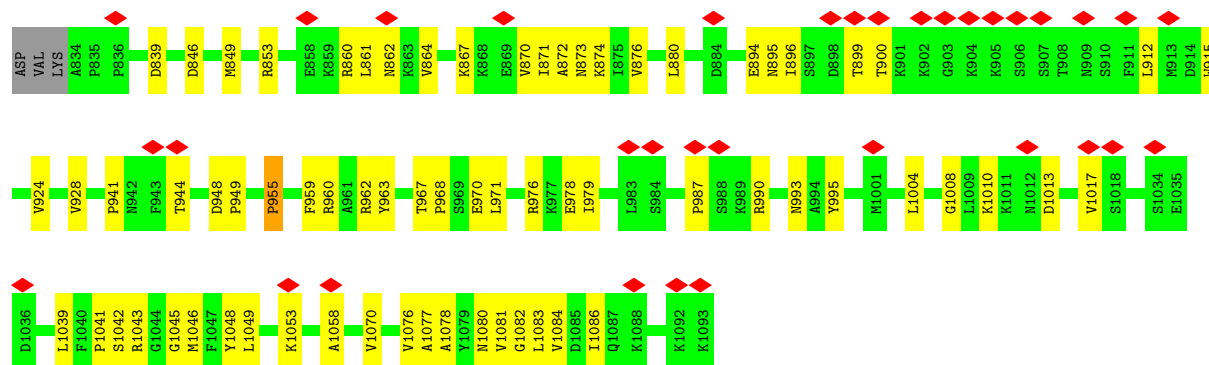 ASP VAL LYS A834 P835 P836 D839 D846 M849 R853 E858 K859 R860 L861 N862 K863 V864 K867 K868 E869 V870 I871 A872 N873 K874 I875 V876 L880 D884 E894 N895 I896 S897 D898 T899 T900 K901 K902 G903 K904 K905 S906 S907 T908 N909 S910 F911 L912 M913 D914 W915
V924 V928 P941 N942 F943 T944 D948 P949 P955 F959 R960 A961 R962 Y963 T967 P968 S969 E970 L971 R976 K977 E978 I979 L983 S984 P987 S988 K989 R990 N993 A994 Y995 M1001 L1004 G1008 L1009 K1010 K1011 N1012 D1013 V1017 S1018 S1034 E1035
D1036 L1039 F1040 P1041 S1042 R1043 G1044 G1045 M1046 F1047 Y1048 L1049 K1053 A1058 V1070 V1076 A1077 A1078 Y1079 N1080 V1081 G1082 L1083 V1084 D1085 I1086 Q1087 K1088 K1092 K1093